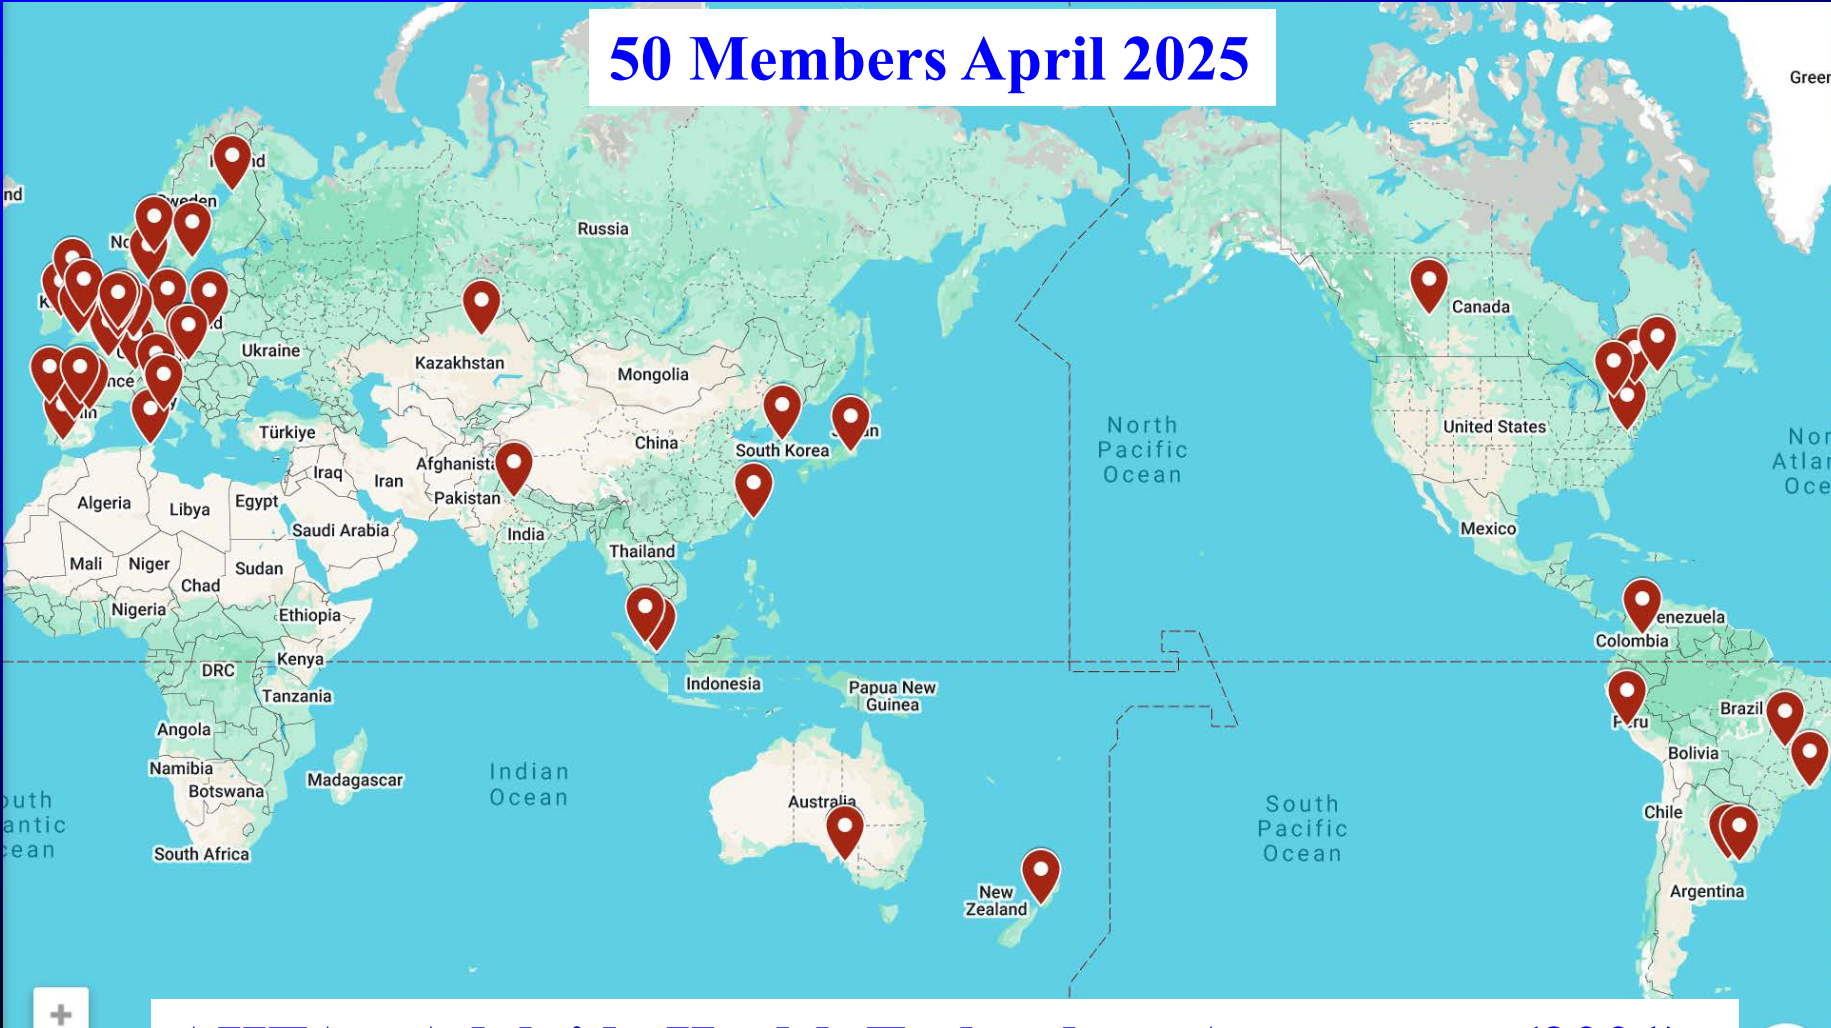 50 Members April 2025
Green
Sweden
Russia
Canada
Ukraine
Kazakhstan
Mongolia
Türkiye
China
South Korea
United States
North
Pacific
Ocean
Iraq
Iran
Pakistan
Algeria
Libya
Egypt
Saudi Arabia
India
Mexico
Mali
Niger
Chad
Sudan
Thailand
Nigeria
Ethiopia
Colombia
DRC
Kenya
Tanzania
Indonesia
Papua New
Guinea
Brazil
Peru
Angola
Bolivia
Namibia
Botswana
Madagascar
Indian
Ocean
Australia
South
Pacific
Ocean
Chile
South Africa
New
Zealand
Argentina
+